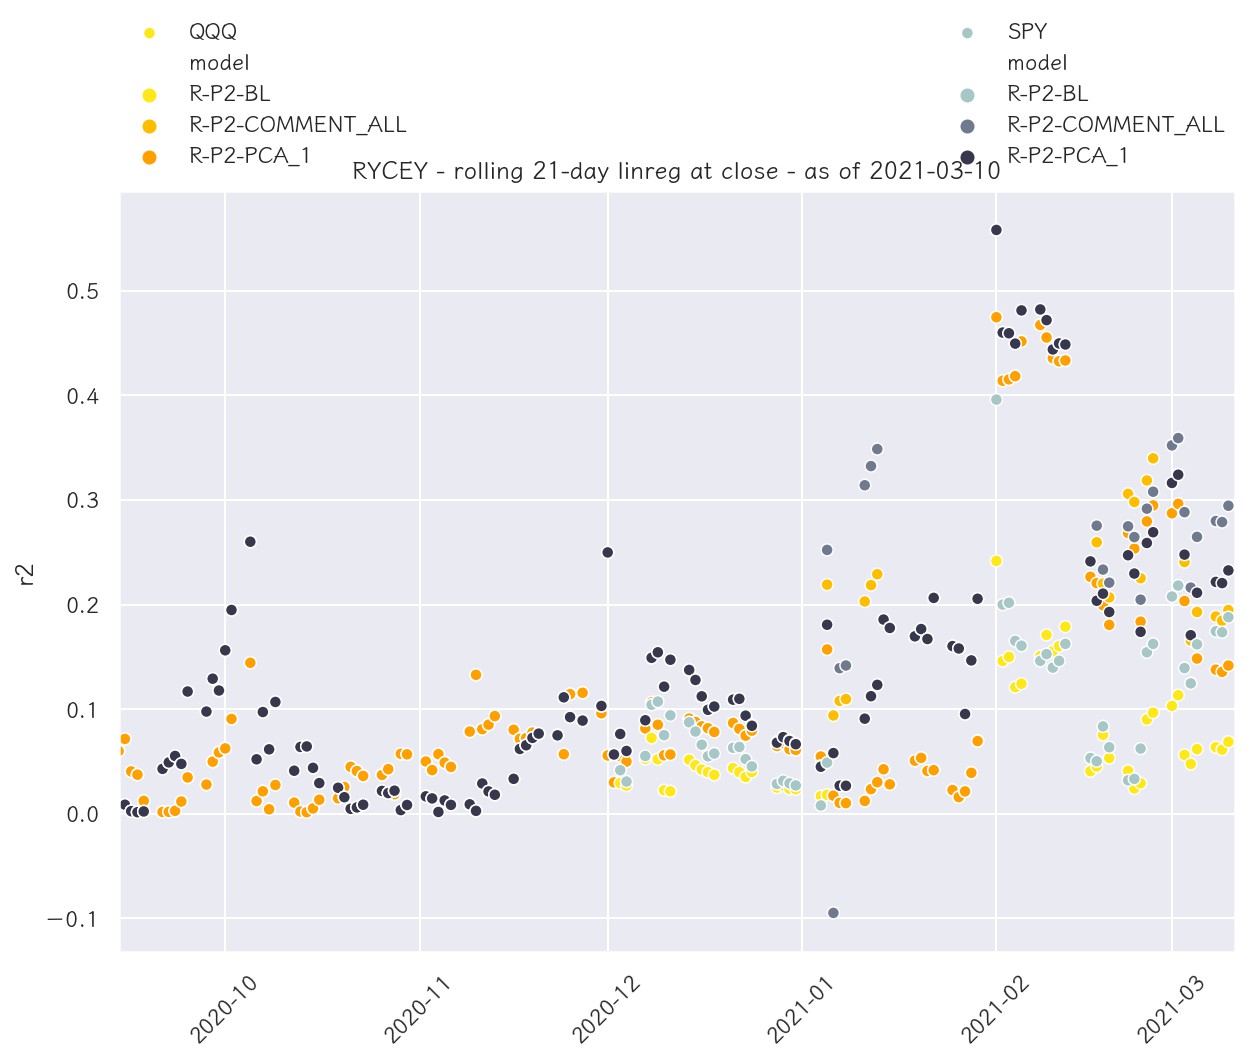 QQQ
model
R-P2-BL
R-P2-COMMENT_ALL
R-P2-PCA_1
SPY
model
R-P2-BL
R-P2-COMMENT_ALL
R-P2-PCA_1
RYCEY - rolling 21-day linreg at close - as of 2021-03-10
r2
0.5
0.4
0.3
0.2
0.1
0.0
−0.1
2020-10
2020-11
2020-12
2021-01
2021-02
2021-03